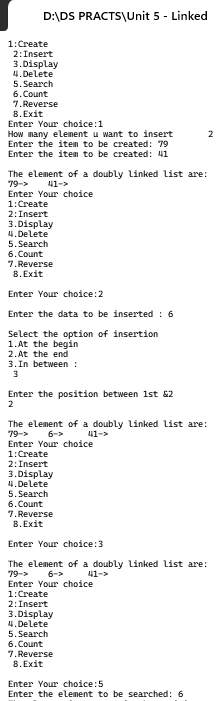 D:\DS PRACTS\Unit 5 - Linked
1:Create
2:Insert
3.Display
4.Delete
5.Search
6.Count
7.Reverse
8.Exit
Enter Your choice:1
How many element u want to insert 2
Enter the item to be created: 79
Enter the item to be created: 41
The element of a doubly linked list are:
79-> 41->
Enter Your choice
1:Create
2:Insert
3.Display
4.Delete
5.Search
6.Count
7.Reverse
8.Exit
Enter Your choice:2
Enter the data to be inserted : 6
Select the option of insertion
1.At the begin
2.At the end
3.In between :
3
Enter the position between 1st &2
2
The element of a doubly linked list are:
79-> 6-> 41->
Enter Your choice
1:Create
2:Insert
3.Display
4.Delete
5.Search
6.Count
7.Reverse
8.Exit
Enter Your choice:3
The element of a doubly linked list are:
79-> 6-> 41->
Enter Your choice
1:Create
2:Insert
3.Display
4.Delete
5.Search
6.Count
7.Reverse
8.Exit
Enter Your choice:5
Enter the element to be searched: 6